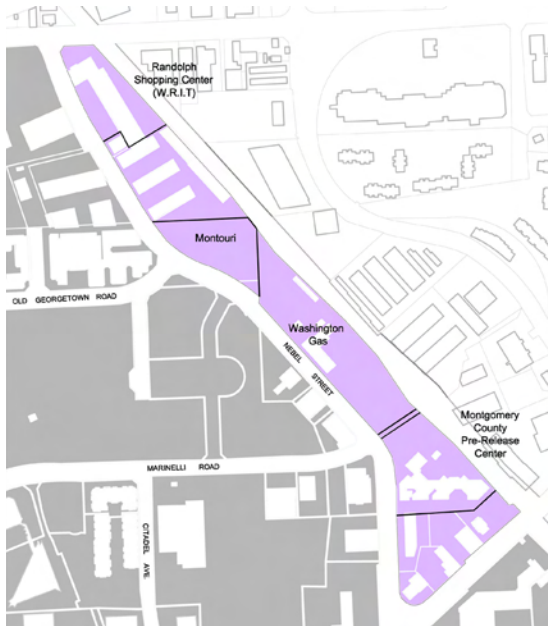 Randolph
Shopping Center
(W.R.I.T)
Montouri
OLD GEORGETOWN ROAD
Washington
Gas
NEBEL STREET
Montgomery
County
Pre-Release
Center
MARINELLI ROAD
CITADEL AVE.